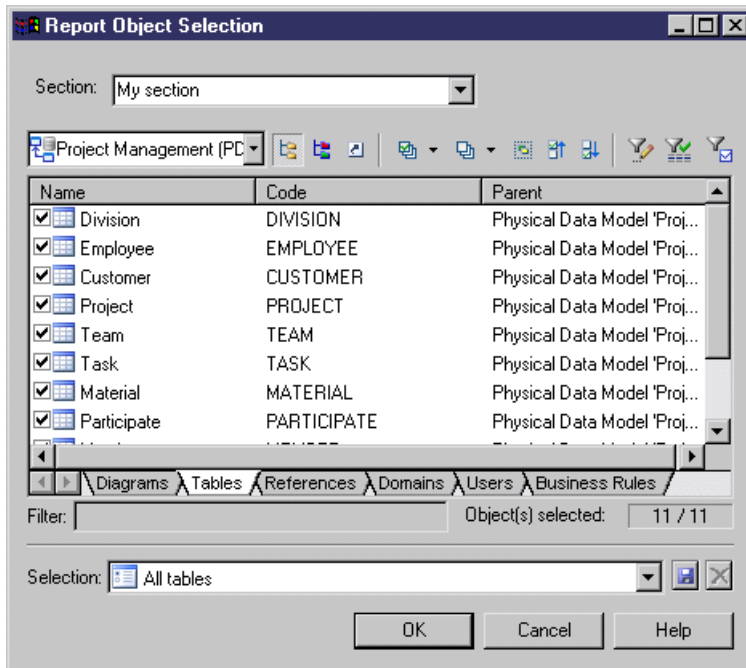 Report Object Selection
Section: My section
Project Management (PD
Name Code Parent
Division DIVISION Physical Data Model 'Proj...
Employee EMPLOYEE Physical Data Model 'Proj...
Customer CUSTOMER Physical Data Model 'Proj...
Project PROJECT Physical Data Model 'Proj...
Team TEAM Physical Data Model 'Proj...
Task TASK Physical Data Model 'Proj...
Material MATERIAL Physical Data Model 'Proj...
Participate PARTICIPATE Physical Data Model 'Proj...
Diagrams Tables References Domains Users Business Rules
Filter: Object(s) selected: 11 / 11
Selection: All tables
OK Cancel Help